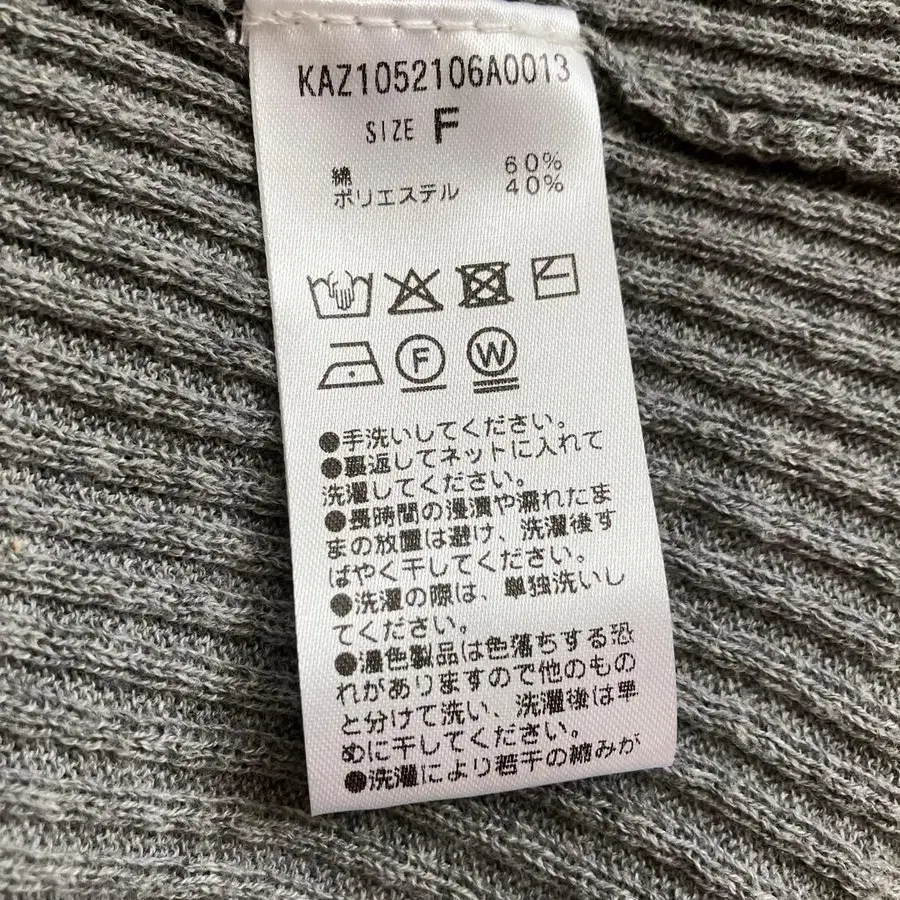 KAZ1052106A0013
SIZE F
綿 60%
ポリエステル 40%
F W
●手洗いしてください。
●裏返してネットに入れて
洗濯してください。
●長時間の浸漬や濡れたま
まの放置は避け、洗濯後す
ばやく干してください。
●洗濯の際は、単独洗いし
てください。
●濃色製品は色落ちする恐
れがありますので他のもの
と分けて洗い、洗濯後は早
めに干してください。
●洗濯により若干の縮みが